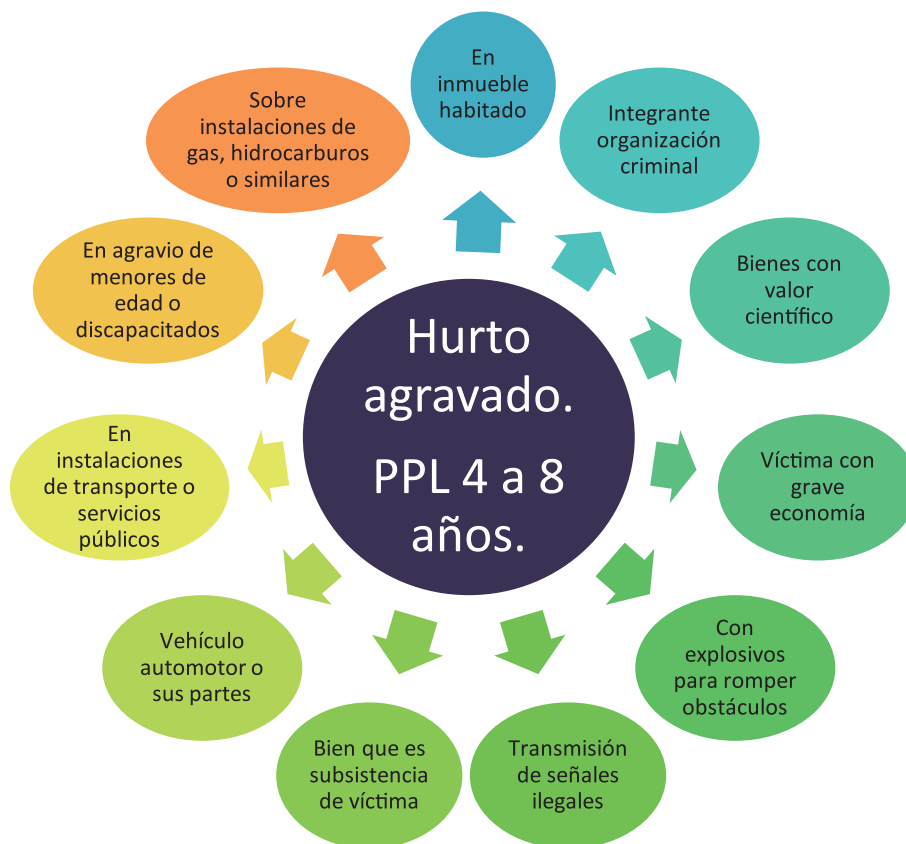 Hurto
agravado.
PPL 4 a 8
años.
En
inmueble
habitado
Integrante
organización
criminal
Bienes con
valor
científico
Víctima con
grave
economía
Con
explosivos
para romper
obstáculos
Transmisión
de señales
ilegales
Bien que es
subsistencia
de víctima
Vehículo
automotor o
sus partes
En
instalaciones
de transporte o
servicios
públicos
En agravio de
menores de
edad o
discapacitados
Sobre
instalaciones de
gas, hidrocarburos
o similares